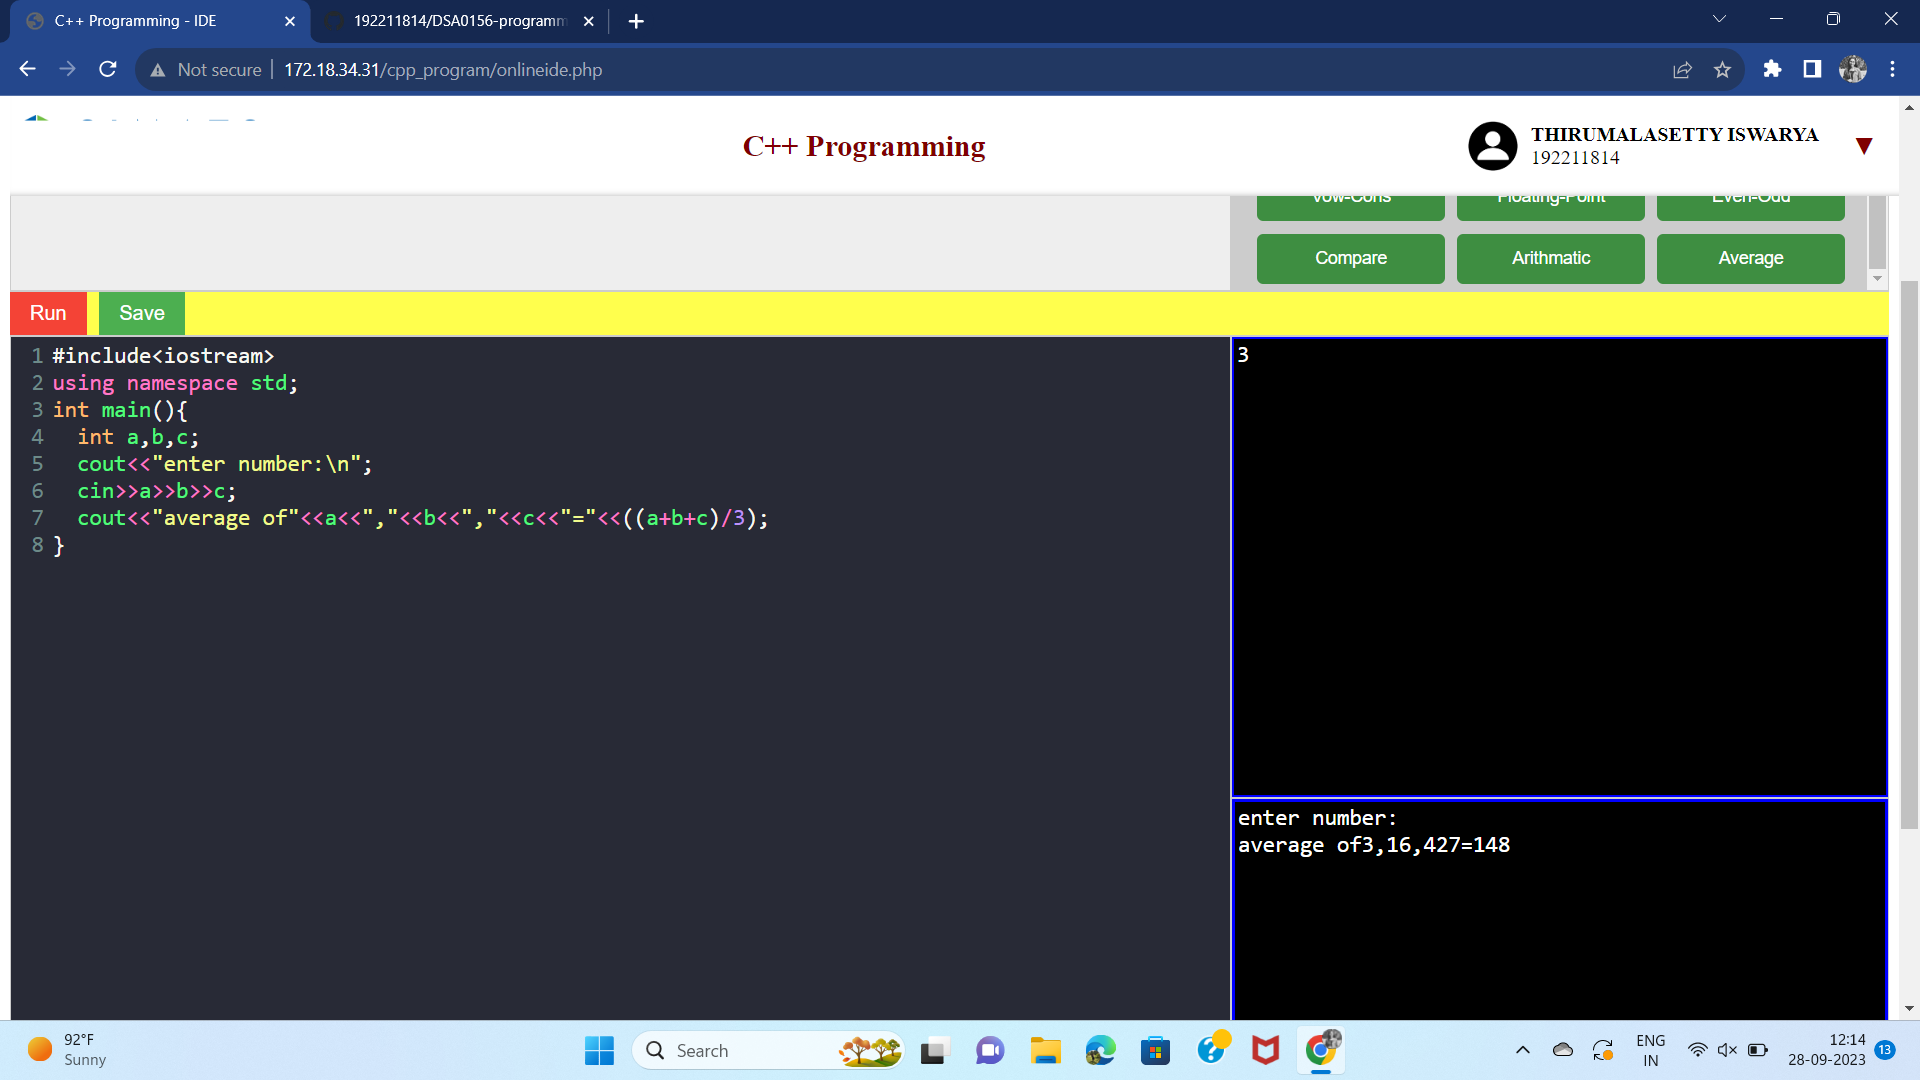 C++ Programming - IDE
192211814/DSA0156-programm
Not secure
172.18.34.31/cpp_program/onlineide.php
C++ Programming
THIRUMALASETTY ISWARYA
192211814
Vow-Cons
Floating-Point
Even-Odd
Compare
Arithmatic
Average
Run
Save
1 #include<iostream>
2 using namespace std;
3 int main(){
4 int a,b,c;
5 cout<<"enter number:\n";
6 cin>>a>>b>>c;
7 cout<<"average of"<<a<<","<<b<<","<<c<<"="<<((a+b+c)/3);
8 }
3
enter number:
average of3,16,427=148
92°F
Sunny
Search
ENG
IN
12:14
28-09-2023
13